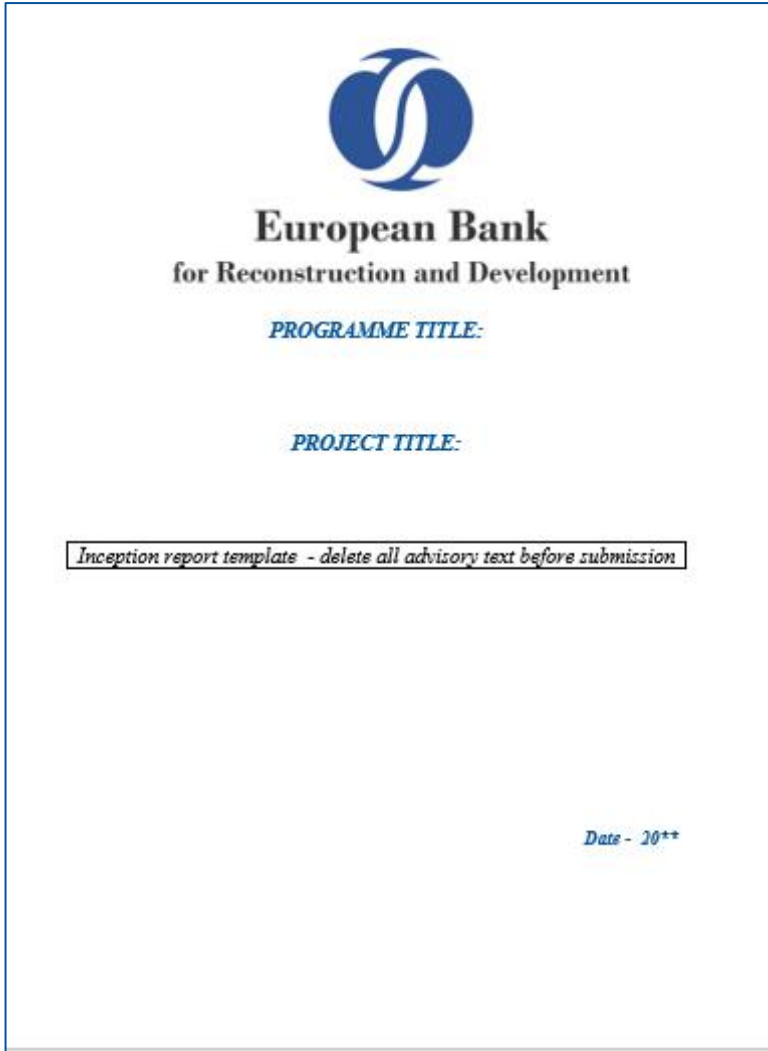 European Bank
for Reconstruction and Development
PROGRAMME TITLE:
PROJECT TITLE:
Inception report template - delete all advisory text before submission
Date - 20**